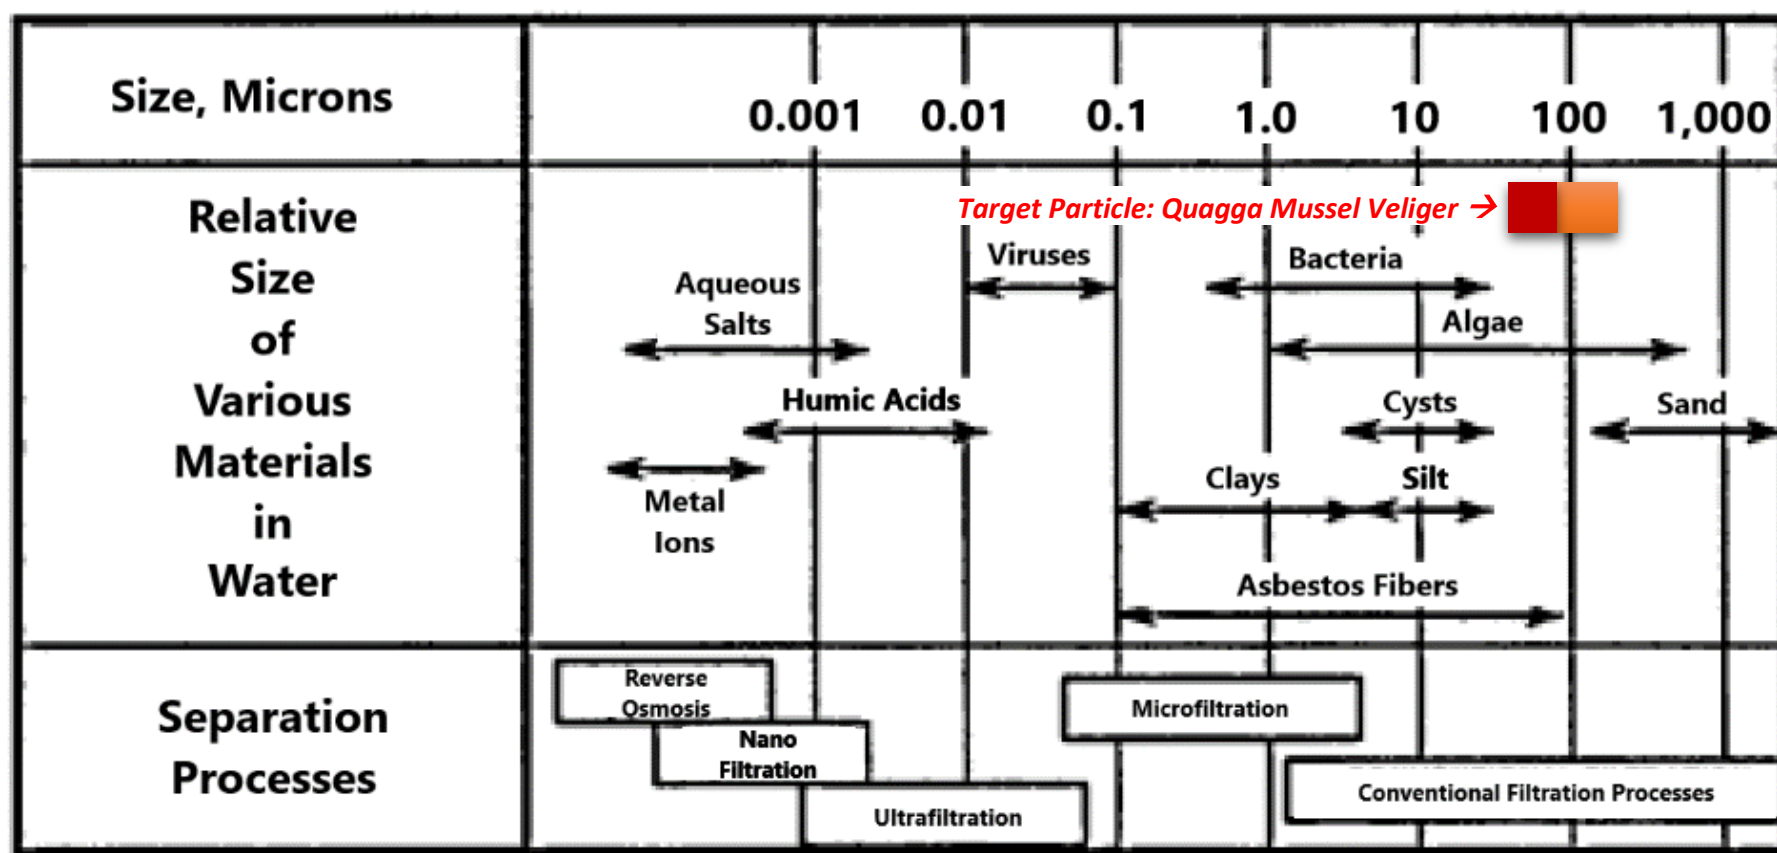 Size, Microns
0.001 0.01 0.1 1.0 10 100 1,000
Relative
Size
of
Various
Materials
in
Water
Target Particle: Quagga Mussel Veliger →
Viruses
Bacteria
Aqueous
Salts
Algae
Humic Acids
Cysts
Sand
Metal
Ions
Clays
Silt
Asbestos Fibers
Separation
Processes
Reverse
Osmosis
Nano
Filtration
Ultrafiltration
Microfiltration
Conventional Filtration Processes